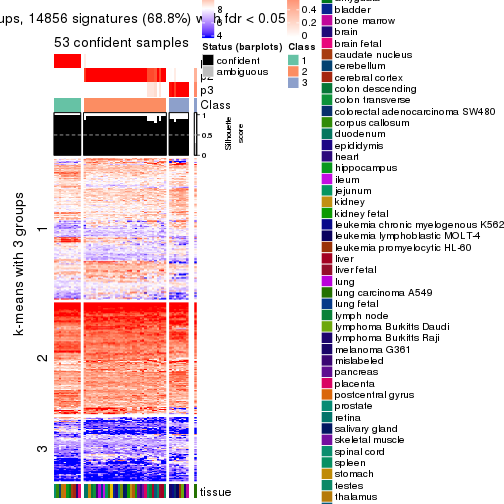 ups, 14856 signatures (68.8%) with fdr < 0.05
53 confident samples
p2
p3
Class
1
0.5
0
Silhouette
score
k-means with 3 groups
1
2
3
tissue
8
6
4
Status (barplots)
confident
ambiguous
0.4
0.2
0
Class
1
2
3
bladder
bone marrow
brain
brain fetal
caudate nucleus
cerebellum
cerebral cortex
colon descending
colon transverse
colorectal adenocarcinoma SW480
corpus callosum
duodenum
epididymis
heart
hippocampus
ileum
jejunum
kidney
kidney fetal
leukemia chronic myelogenous K562
leukemia lymphoblastic MOLT-4
leukemia promyelocytic HL-60
liver
liver fetal
lung
lung carcinoma A549
lung fetal
lymph node
lymphoma Burkitts Daudi
lymphoma Burkitts Raji
melanoma G361
mislabeled
pancreas
placenta
postcentral gyrus
prostate
retina
salivary gland
skeletal muscle
spinal cord
spleen
stomach
testes
thalamus